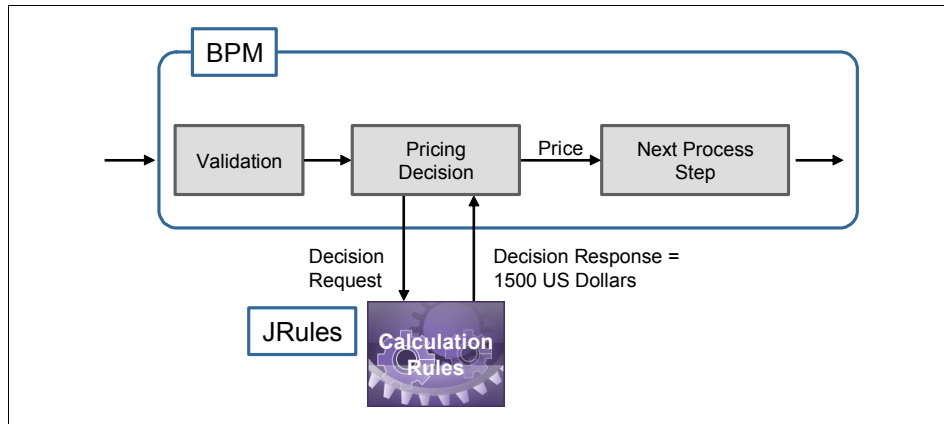 BPM
Validation
Pricing
Decision
Price
Next Process
Step
Decision
Request
Decision Response =
1500 US Dollars
JRules
Calculation
Rules